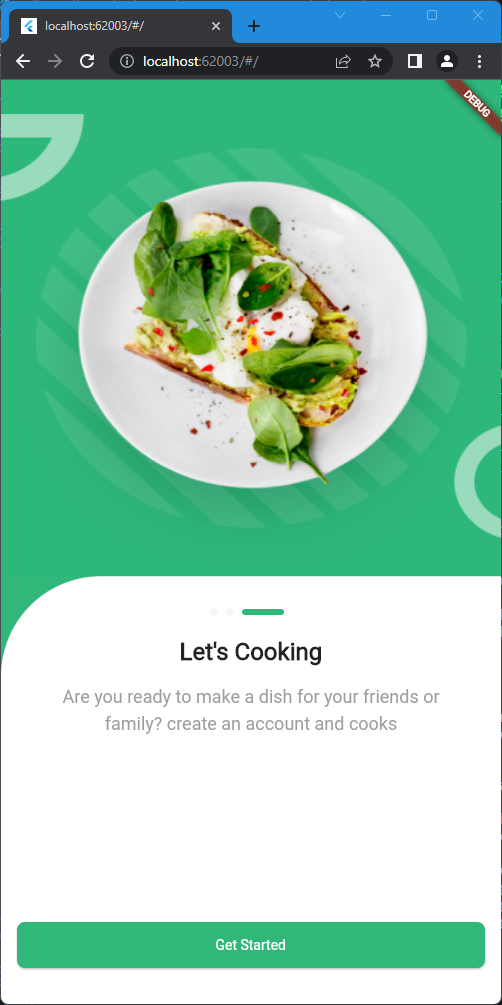 localhost:62003/#/
localhost:62003/#/
DEBUG
Let's Cooking
Are you ready to make a dish for your friends or
family? create an account and cooks
Get Started